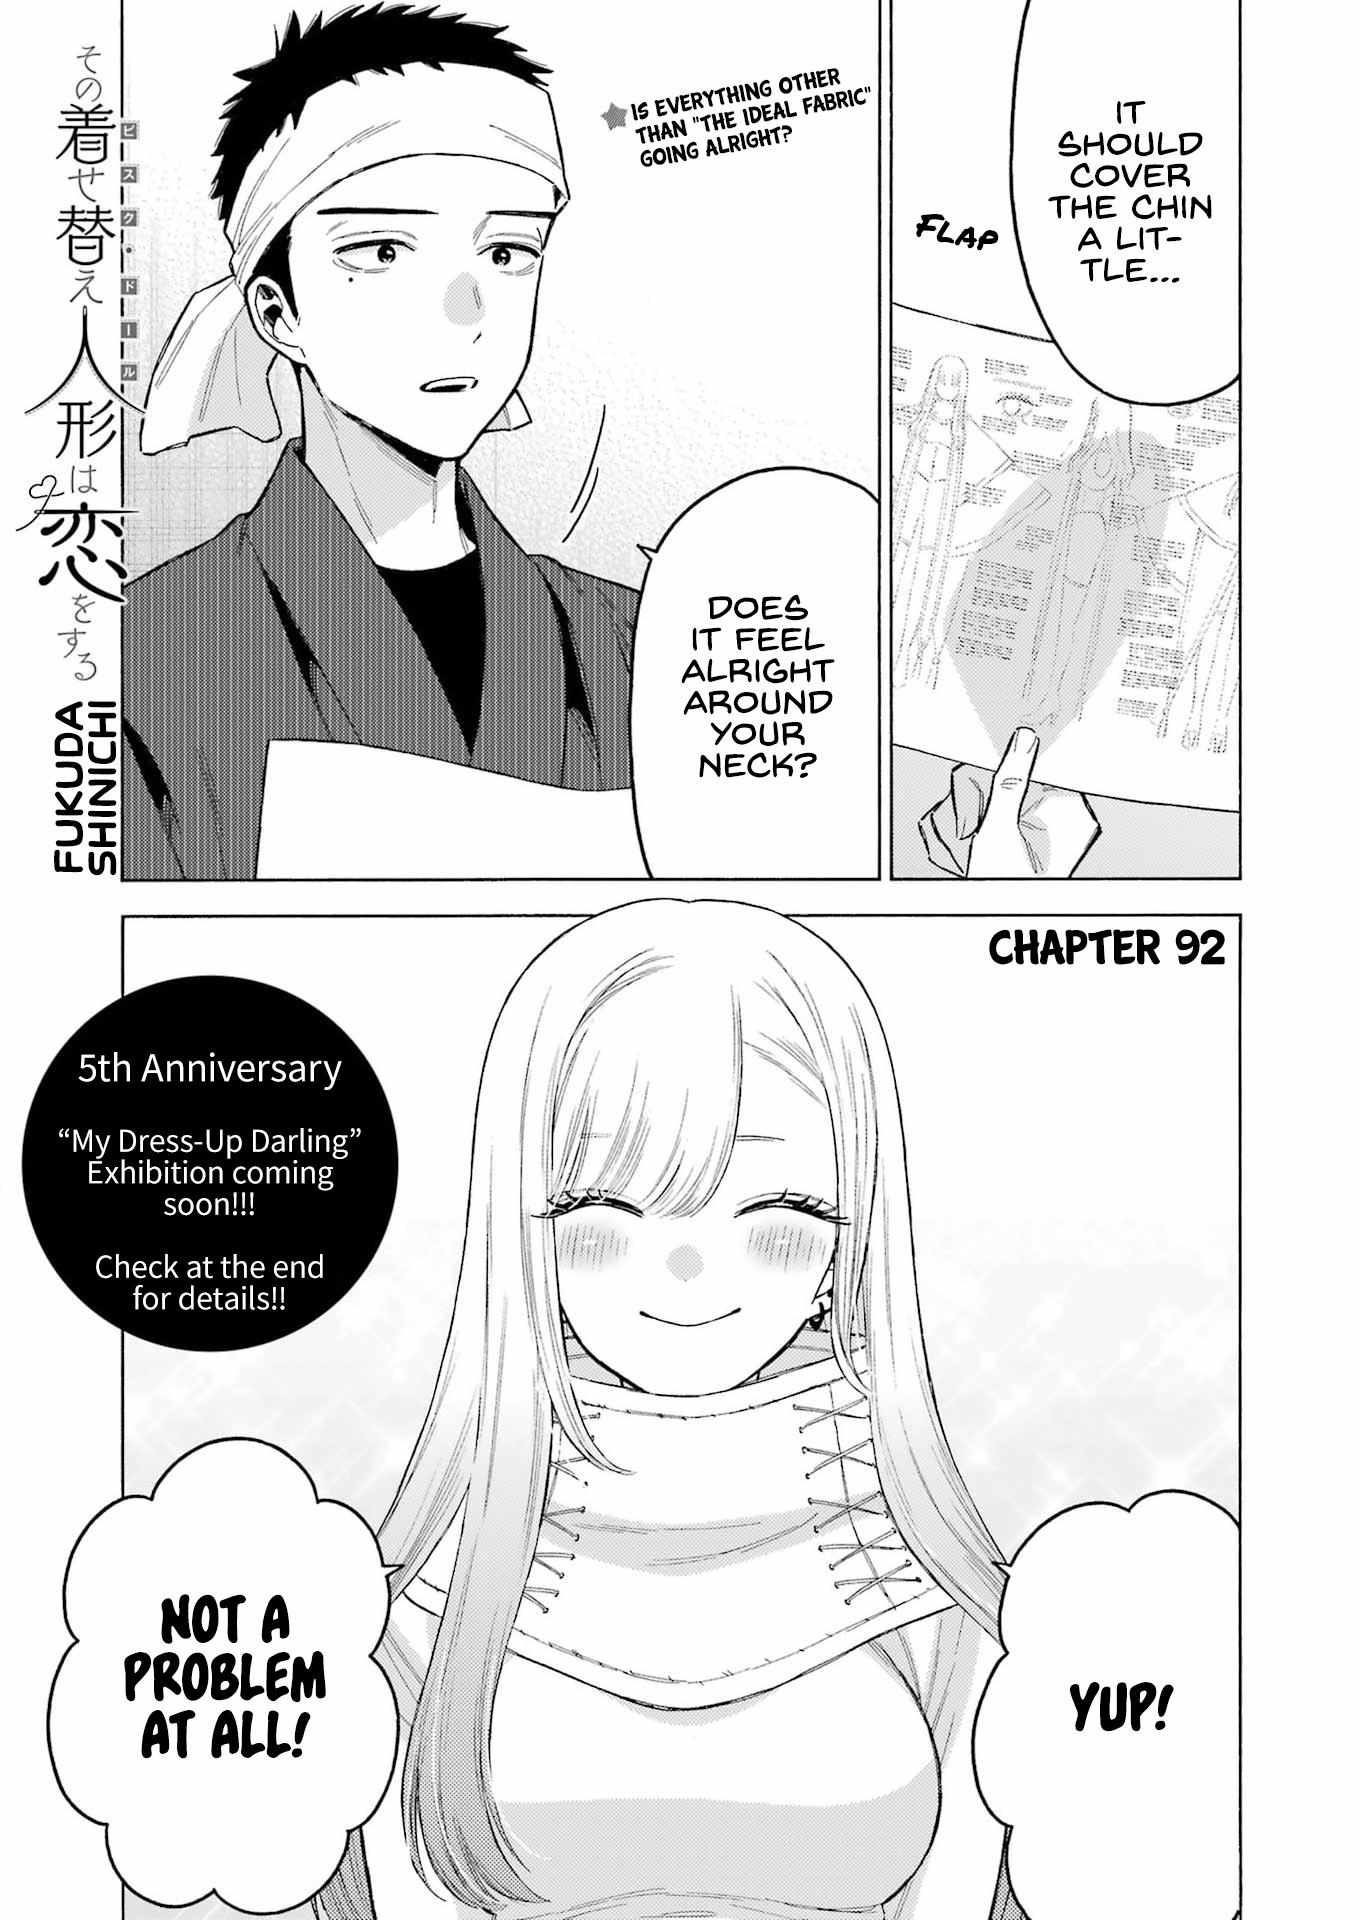 IT
SHOULD
COVER
THE CHIN
A LIT-
TLE...
FLAP
IS EVERYTHING OTHER
THAN "THE IDEAL FABRIC"
GOING ALRIGHT?
DOES
IT FEEL
ALRIGHT
AROUND
YOUR
NECK?
その着せ替え人形は恋をする
ビスク・ドール
FUKUDA
SHINICHI
CHAPTER 92
5th Anniversary
“My Dress-Up Darling”
Exhibition coming
soon!!!
Check at the end
for details!!
YUP!
NOT A
PROBLEM
AT ALL!